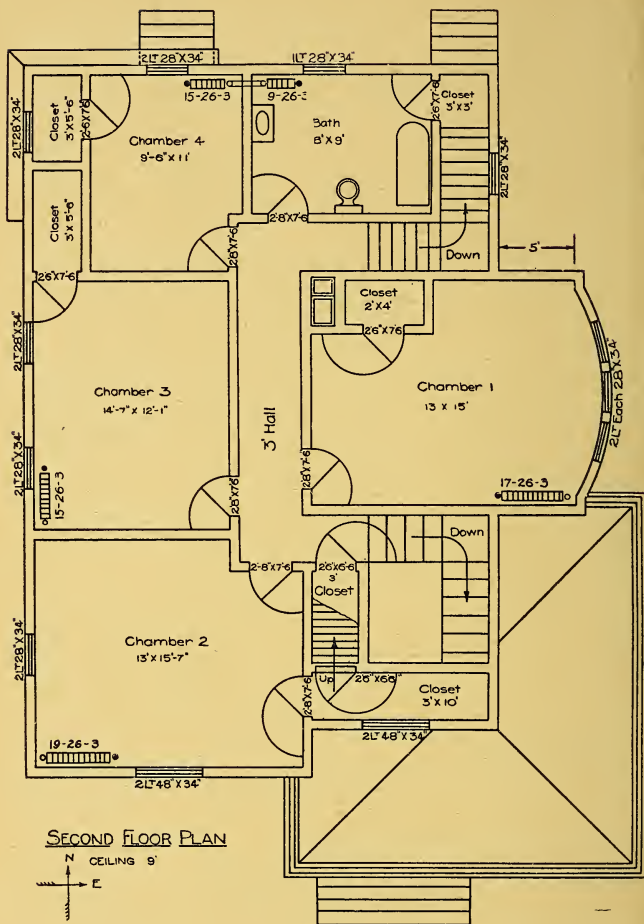 2LT 28"X34"
1LT 28"X34"
15-26-3
9-26-3
Closet
3'X5'-6"
2'6"X7'-6
Chamber 4
9'-6"X 11'
Bath
8'X 9'
2'6"X7'-6
Closet
3'X3'
2LT 28"X34"
2LT 28"X34"
Closet
3'X5'-6"
2'8"X7'-6
2'-8"X7'-6
Down
5'
2'6"X7'-6
Closet
2'X4'
2'6"X7'6
2LT 28"X34"
Chamber 3
14'-7" X 12'-1"
3' Hall
Chamber 1
13 X 15'
2LT Each 28"X34"
2LT 28"X34"
15-26-3
2'8"X7'6
2'8"X7'-6
17-26-3
Down
2'-8"X7'-6
2'6"X6'-6
3'
Closet
2LT 28"X34"
Chamber 2
13'X 15'-7"
Up
2'6"X6'6"
2'-8"X7'-6
Closet
3'X 10'
2LT 48"X34"
19-26-3
2LT 48"X34"
SECOND FLOOR PLAN
CEILING 9'
N
E